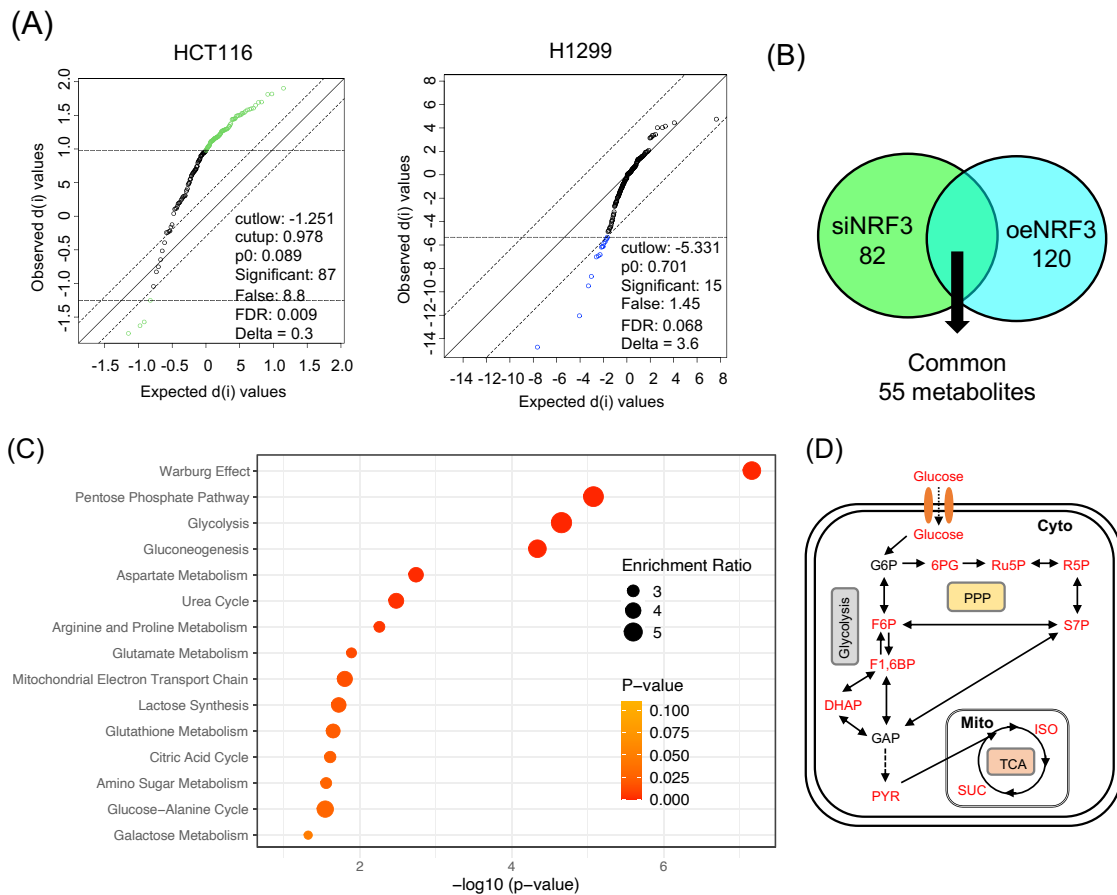 (A)
HCT116
Observed d(i) values
2.0
1.5
1.0
5
0
-0.5
-1.0
-1.5
cutlow: -1.251
cutup: 0.978
p0: 0.089
Significant: 87
False: 8.8
FDR: 0.009
Delta = 0.3
-1.5 -1.0 -0.5 0 0.5 1.0 1.5 2.0
Expected d(i) values
H1299
Observed d(i) values
8
6
4
2
0
-2
-4
-6
-8
-14 -12-10
cutlow: -5.331
p0: 0.701
Significant: 15
False: 1.45
FDR: 0.068
Delta = 3.6
-14 -12-10 -8 -6 -4 -2 0 2 4 6 8
Expected d(i) values
(B)
siNRF3
82
oeNRF3
120
Common
55 metabolites
(C)
Warburg Effect
Pentose Phosphate Pathway
Glycolysis
Gluconeogenesis
Aspartate Metabolism
Urea Cycle
Arginine and Proline Metabolism
Glutamate Metabolism
Mitochondrial Electron Transport Chain
Lactose Synthesis
Glutathione Metabolism
Citric Acid Cycle
Amino Sugar Metabolism
Glucose−Alanine Cycle
Galactose Metabolism
2 4 6
−log10 (p−value)
Enrichment Ratio
3
4
5
P−value
0.100
0.075
0.050
0.025
0.000
(D)
Glucose
Cyto
Glucose
G6P 6PG Ru5P R5P
PPP
Glycolysis
F6P S7P
F1,6BP
DHAP
GAP
Mito
ISO
TCA
SUC
PYR